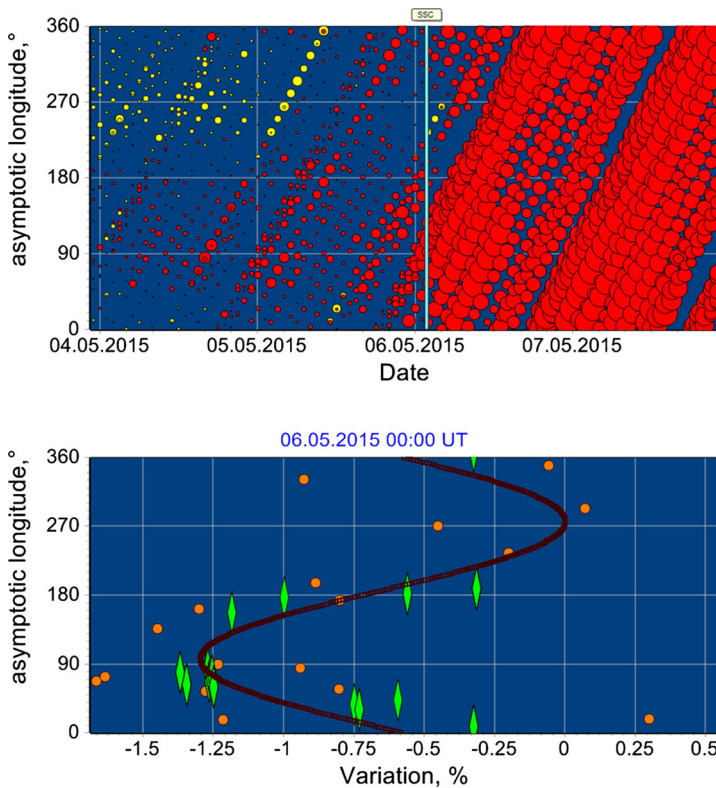 SSC
360
270
180
90
0
asymptotic longitude,°
04.05.2015 05.05.2015 06.05.2015 07.05.2015
Date
06.05.2015 00:00 UT
360
270
180
90
0
asymptotic longitude,°
-1.5 -1.25 -1 -0.75 -0.5 -0.25 0 0.25 0.5
Variation, %